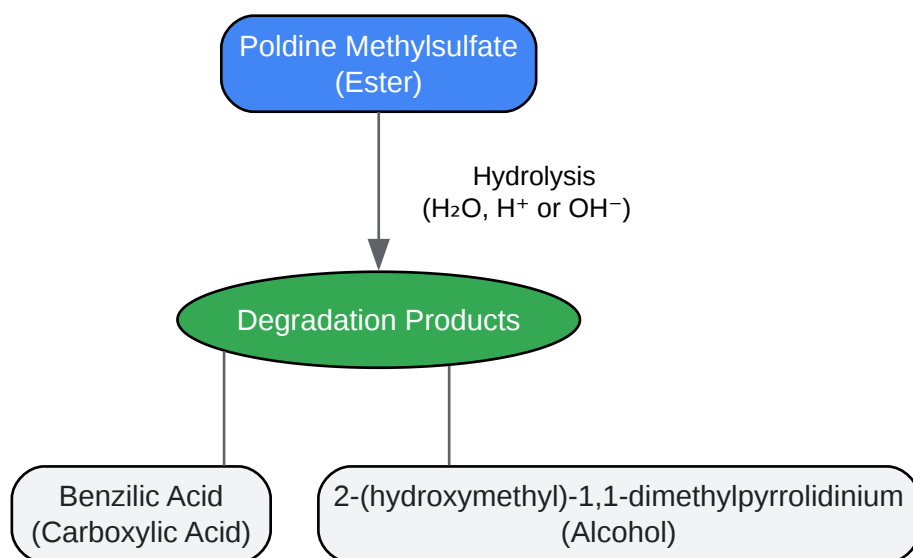 Poldine Methylsulfate
(Ester)
Hydrolysis
(H₂O, H⁺ or OH⁻)
Degradation Products
Benzilic Acid
(Carboxylic Acid)
2-(hydroxymethyl)-1,1-dimethylpyrrolidinium
(Alcohol)